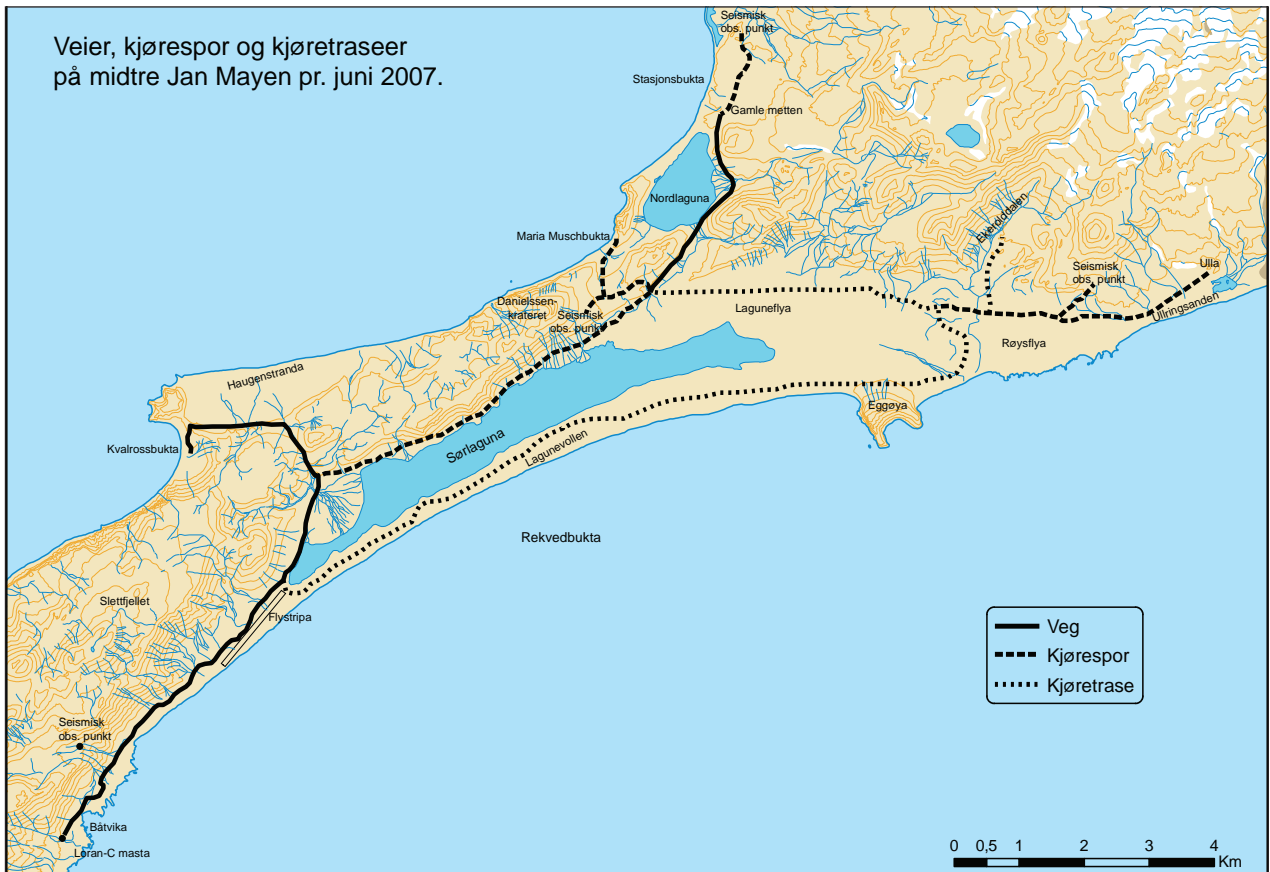 Veier, kjørespor og kjøretraseer
på midtre Jan Mayen pr. juni 2007.
Seismisk
obs. punkt
Stasjonsbukta
Gamle metten
Nordlaguna
Maria Muschbukta
Ekerolddalen
Seismisk
obs. punkt
Ulla
Ullringsanden
Danielssen-
krateret
Seismisk
obs. punkt
Laguneflya
Røysflya
Haugenstranda
Eggøya
Kvalrossbukta
Sørlaguna
Lagunevollen
Rekvedbukta
Slettfjellet
Flystripa
Veg
Kjørespor
Kjøretrase
Seismisk
obs. punkt
Båtvika
Loran-C masta
0 0,5 1 2 3 4
Km